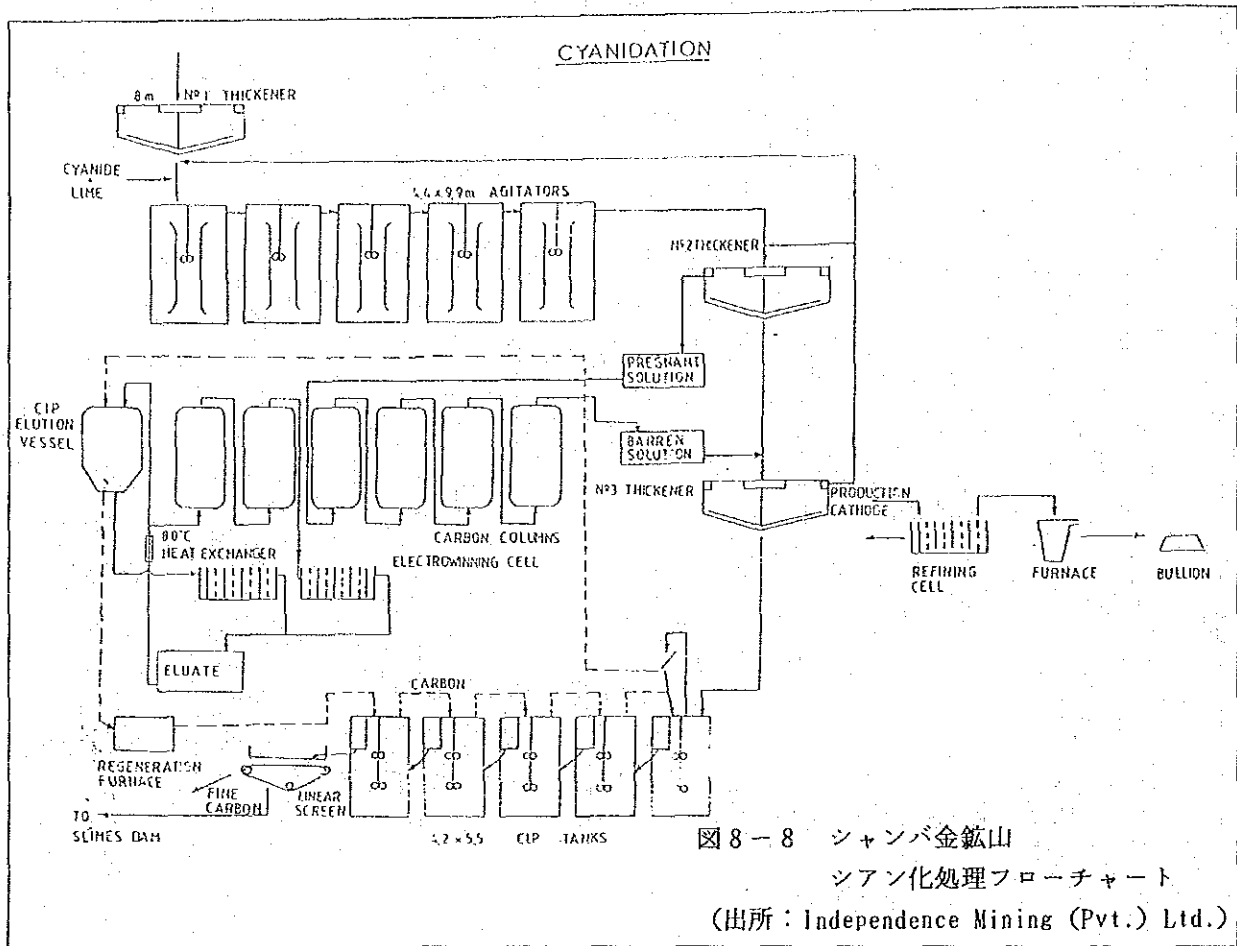 CYANIDATION
8m Nº1 THICKENER
CYANIDE
LIME
4,4 x 9,9m AGITATORS
Nº2 THICKENER
PREGNANT
SOLUTION
CIP
ELUTION
VESSEL
BARREN
SOLUTION
Nº3 THICKENER
PRODUCTION
CATHODE
80°C
HEAT EXCHANGER
CARBON COLUMNS
ELECTROWINNING CELL
REFINING
CELL
FURNACE
BULLION
ELUATE
CARBON
REGENERATION
FURNACE
FINE
CARBON
LINEAR
SCREEN
TO
SLIMES DAM
4,2 x 5,5 CIP TANKS
図8-8 シャンバ金鉱山
シアン化処理フローチャート
(出所：Independence Mining (Pvt.) Ltd.)